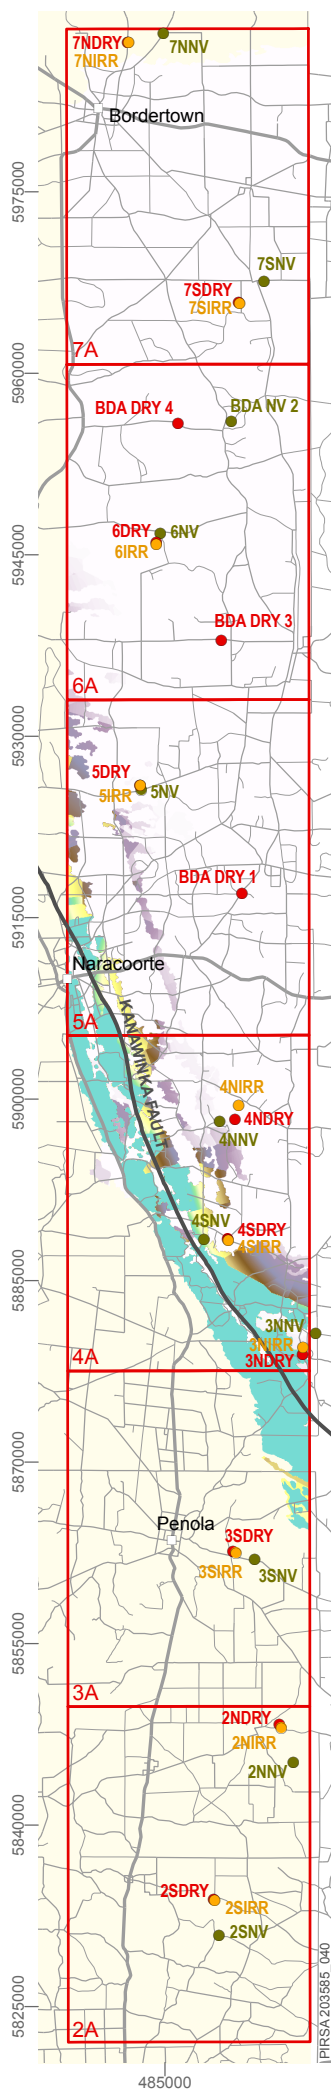 7NDRY
7NNV
7NIRR
Bordertown
5975000
7SNV
7SDRY
7SIRR
7A
5960000
BDA DRY 4
BDA NV 2
6DRY
6NV
6IRR
5945000
BDA DRY 3
6A
5930000
5DRY
5IRR
5NV
BDA DRY 1
5915000
Naracoorte
5A
KANAWINKA FAULT
4NIRR
5900000
4NDRY
4NNV
4SNV
4SDRY
4SIRR
5885000
3NNV
3NIRR
3NDRY
4A
5870000
Penola
3SDRY
3SIRR
3SNV
5855000
3A
2NDRY
2NIRR
2NNV
5840000
2SDRY
2SIRR
2SNV
5825000
2A
PIRSA 203585_040
485000